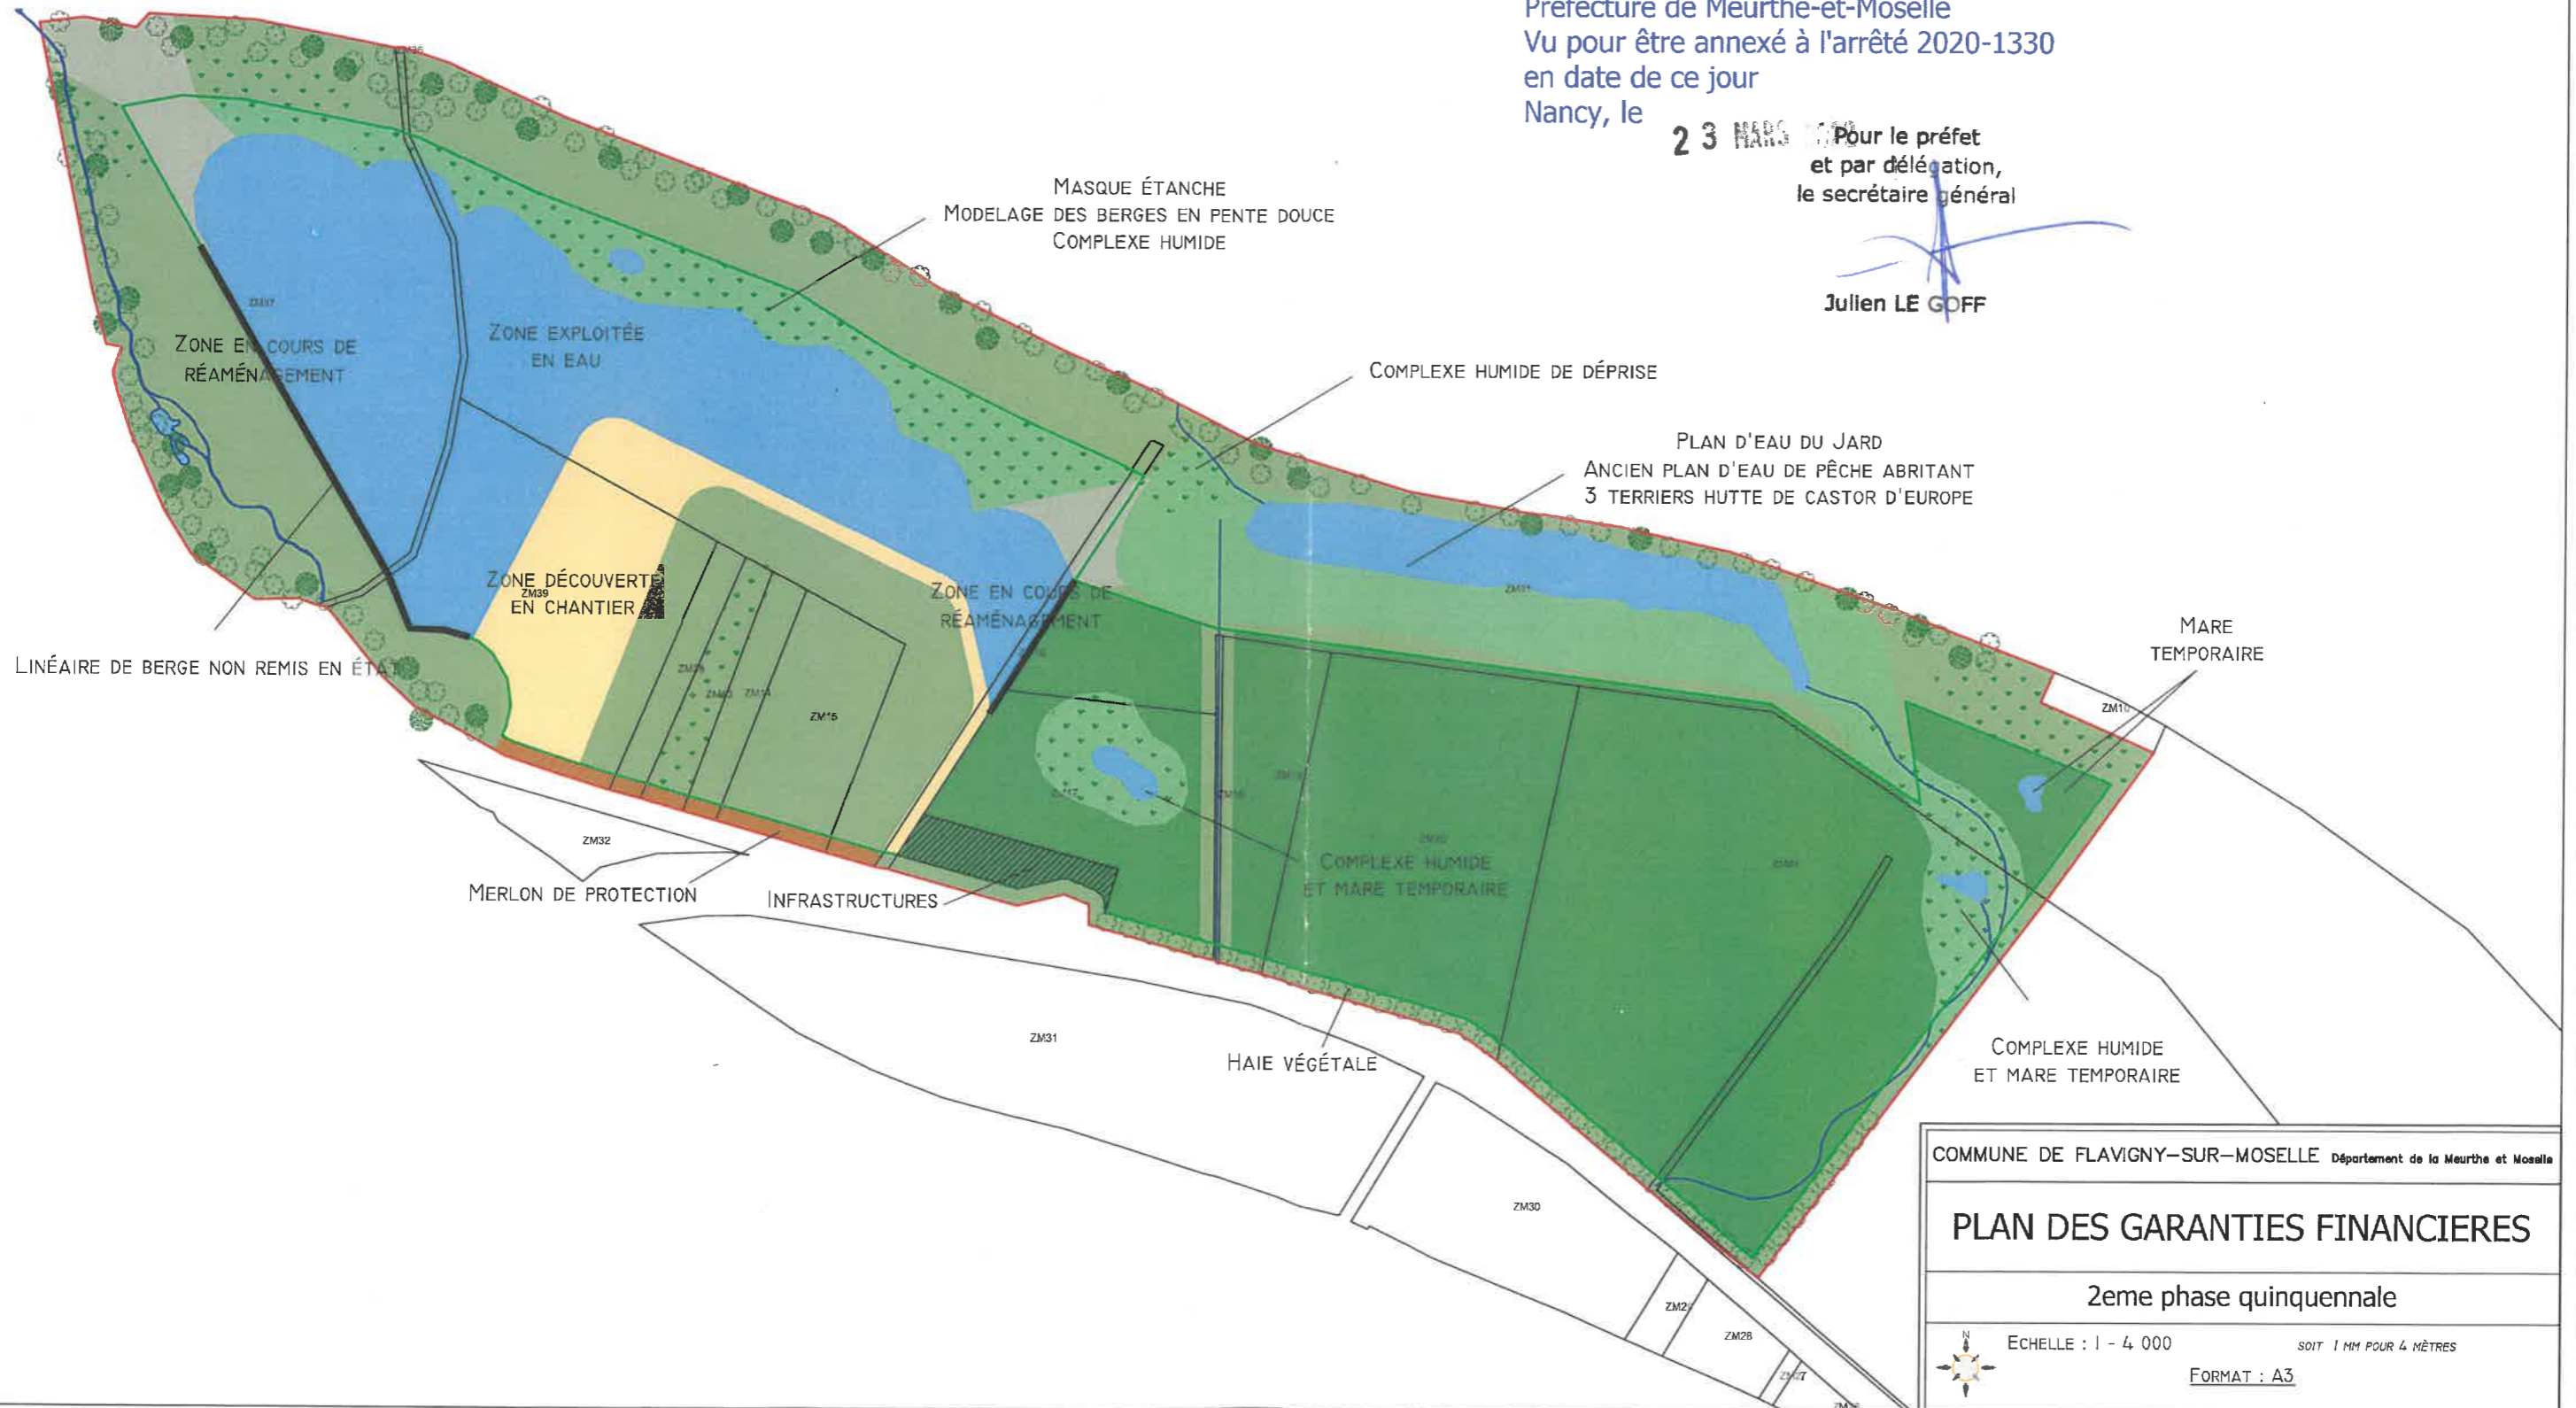 Préfecture de Meurthe-et-Moselle
Vu pour être annexé à l'arrêté 2020-1330
en date de ce jour
Nancy, le
23 MARS
Pour le préfet
et par délégation,
le secrétaire général
Julien LE GOFF
MASQUE ÉTANCHE
MODELAGE DES BERGES EN PENTE DOUCE
COMPLEXE HUMIDE
ZONE EN COURS DE
RÉAMÉNAGEMENT
ZONE EXPLOITÉE
EN EAU
COMPLEXE HUMIDE DE DÉPRISE
PLAN D'EAU DU JARD
ANCIEN PLAN D'EAU DE PÊCHE ABRITANT
3 TERRIERS HUTTE DE CASTOR D'EUROPE
ZONE DÉCOUVERTE
ZM39
EN CHANTIER
ZONE EN COURS DE
RÉAMÉNAGEMENT
MARE
TEMPORAIRE
LINÉAIRE DE BERGE NON REMIS EN ÉTAT
ZM14
ZM15
ZM32
MERLON DE PROTECTION
INFRASTRUCTURES
COMPLEXE HUMIDE
ET MARE TEMPORAIRE
ZM31
HAIE VÉGÉTALE
COMPLEXE HUMIDE
ET MARE TEMPORAIRE
ZM30
ZM28
ZM27
COMMUNE DE FLAVIGNY-SUR-MOSELLE Département de la Meurthe et Moselle
PLAN DES GARANTIES FINANCIERES
2eme phase quinquennale
N
ECHELLE : 1 - 4 000 SOIT 1 MM POUR 4 MÈTRES
FORMAT : A3